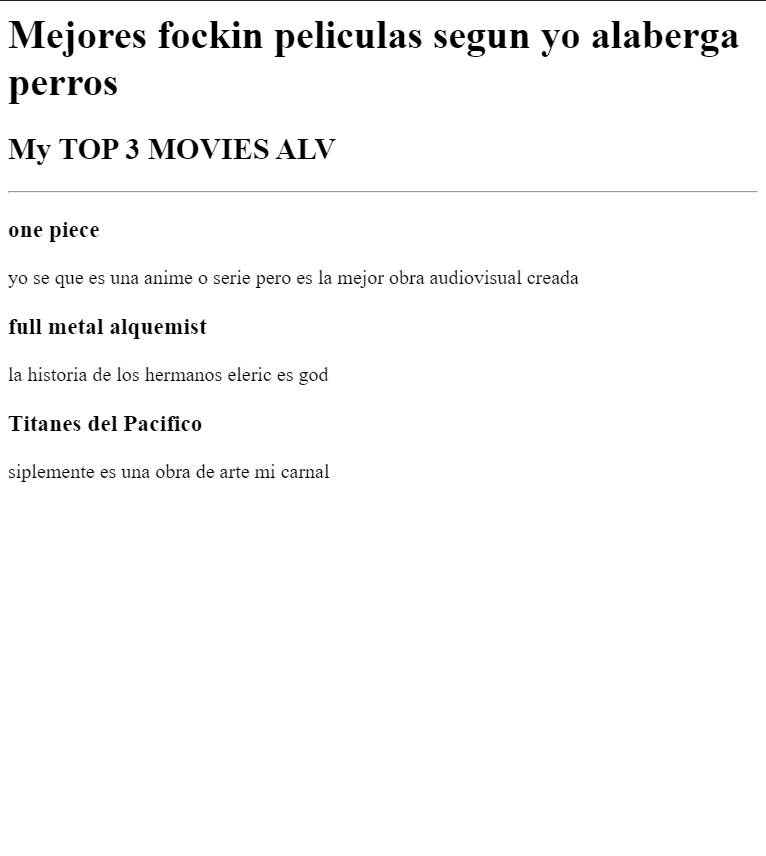 Mejores fockin peliculas segun yo alaberga
perros
My TOP 3 MOVIES ALV
one piece
yo se que es una anime o serie pero es la mejor obra audiovisual creada
full metal alquemist
la historia de los hermanos eleric es god
Titanes del Pacifico
siplemente es una obra de arte mi carnal